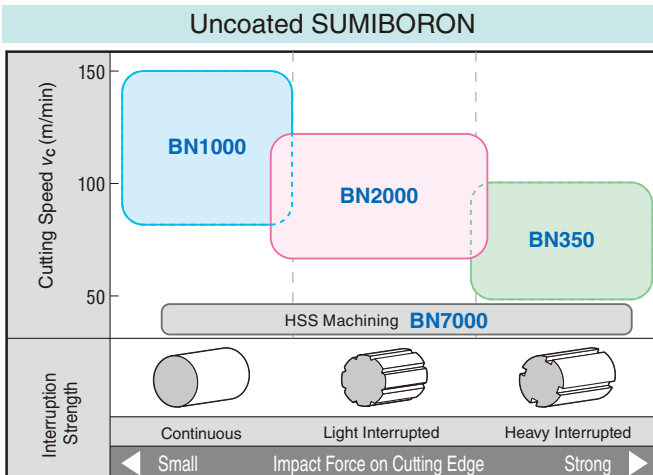 Uncoated SUMIBORON
Cutting Speed vc (m/min)
150
100
50
BN1000
BN2000
BN350
HSS Machining BN7000
Interruption
Strength
Continuous
Light Interrupted
Heavy Interrupted
Small
Impact Force on Cutting Edge
Strong